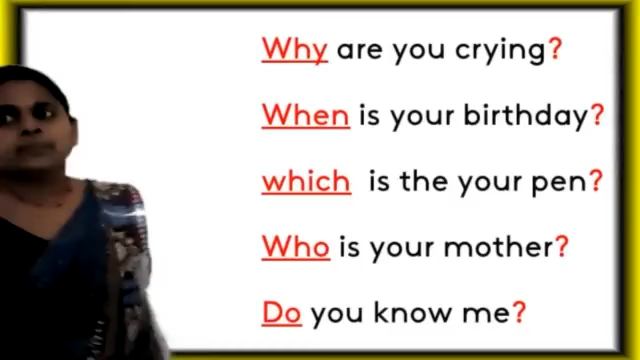 Why are you crying?
When is your birthday?
which is the your pen?
Who is your mother?
Do you know me?